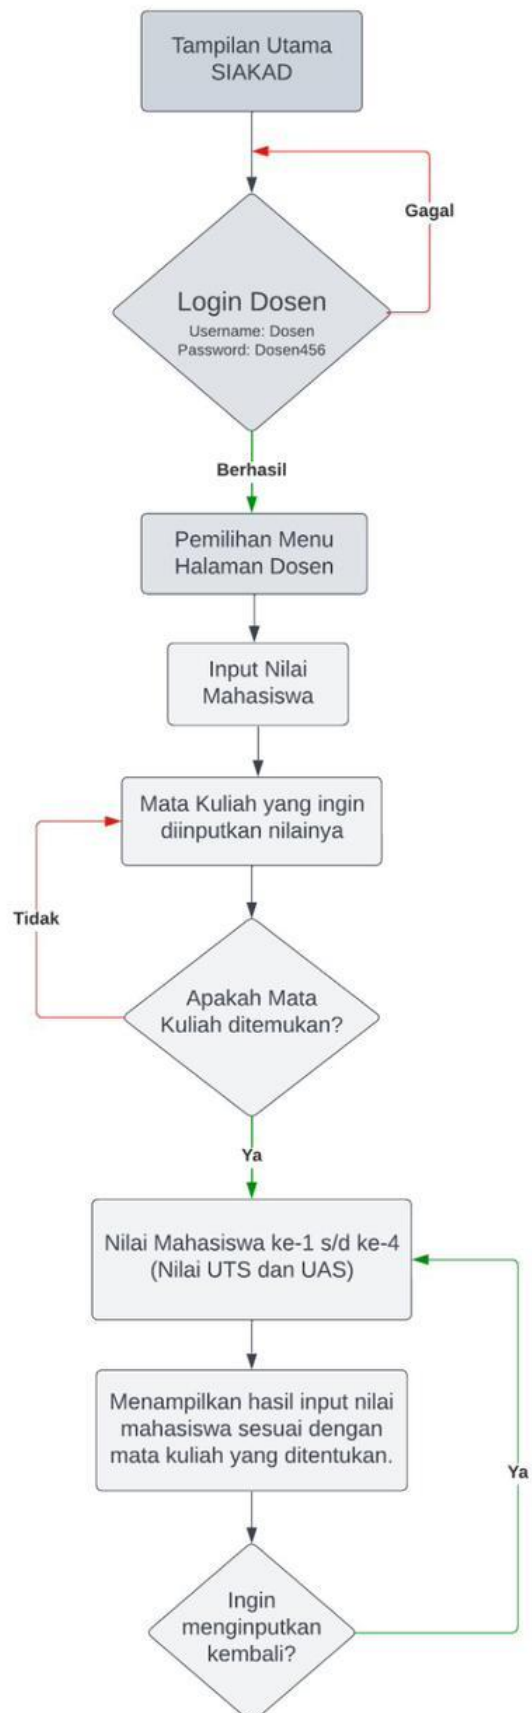 Tampilan Utama
SIAKAD
Gagal
Login Dosen
Username: Dosen
Password: Dosen456
Berhasil
Pemilihan Menu
Halaman Dosen
Input Nilai
Mahasiswa
Mata Kuliah yang ingin
diinputkan nilainya
Tidak
Apakah Mata
Kuliah ditemukan?
Ya
Nilai Mahasiswa ke-1 s/d ke-4
(Nilai UTS dan UAS)
Menampilkan hasil input nilai
mahasiswa sesuai dengan
mata kuliah yang ditentukan.
Ya
Ingin
menginputkan
kembali?